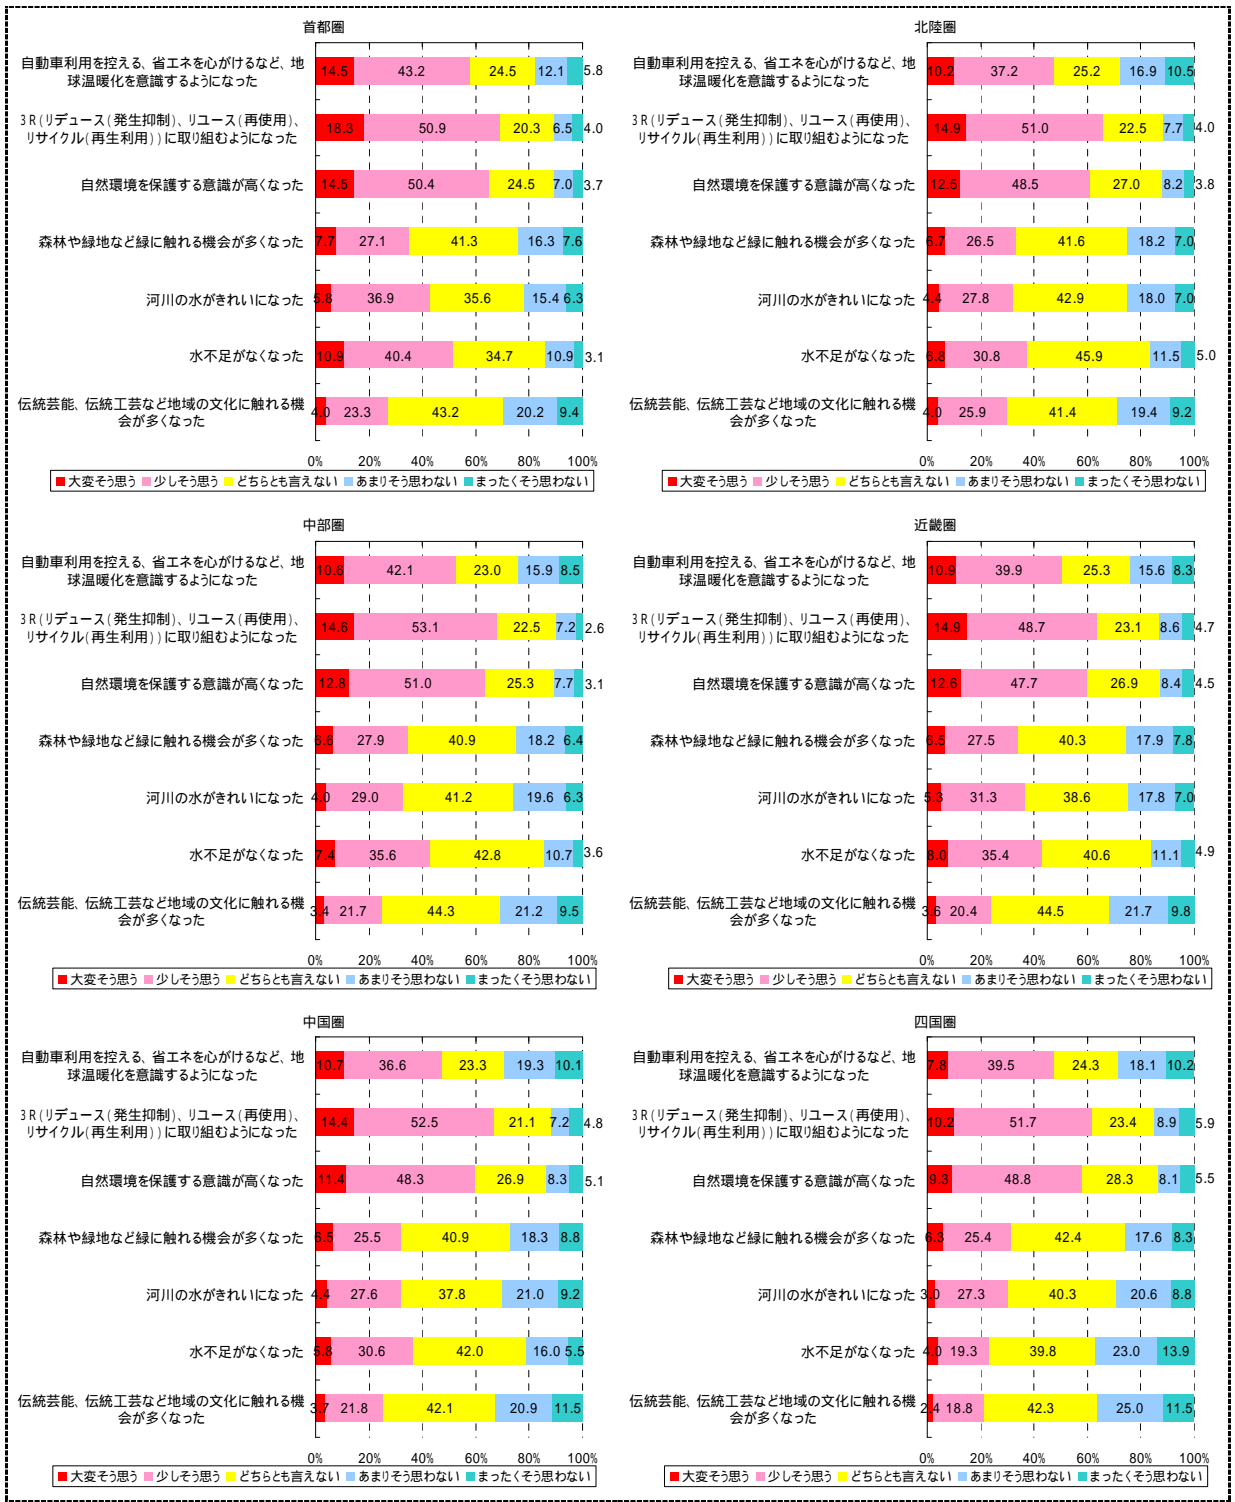 首都圏
自動車利用を控える、省エネを心がけるなど、地
球温暖化を意識するようになった
14.5 43.2 24.5 12.1 5.8
3R(リデュース(発生抑制)、リユース(再使用)、
リサイクル(再生利用))に取り組むようになった
18.3 50.9 20.3 6.5 4.0
自然環境を保護する意識が高くなった
14.5 50.4 24.5 7.0 3.7
森林や緑地など緑に触れる機会が多くなった
7.7 27.1 41.3 16.3 7.6
河川の水がきれいになった
5.8 36.9 35.6 15.4 6.3
水不足がなくなった
10.9 40.4 34.7 10.9 3.1
伝統芸能、伝統工芸など地域の文化に触れる機
会が多くなった
4.0 23.3 43.2 20.2 9.4
0% 20% 40% 60% 80% 100%
大変そう思う 少しそう思う どちらとも言えない あまりそう思わない まったくそう思わない
北陸圏
自動車利用を控える、省エネを心がけるなど、地
球温暖化を意識するようになった
10.2 37.2 25.2 16.9 10.5
3R(リデュース(発生抑制)、リユース(再使用)、
リサイクル(再生利用))に取り組むようになった
14.9 51.0 22.5 7.7 4.0
自然環境を保護する意識が高くなった
12.5 48.5 27.0 8.2 3.8
森林や緑地など緑に触れる機会が多くなった
6.7 26.5 41.6 18.2 7.0
河川の水がきれいになった
4.4 27.8 42.9 18.0 7.0
水不足がなくなった
6.8 30.8 45.9 11.5 5.0
伝統芸能、伝統工芸など地域の文化に触れる機
会が多くなった
4.0 25.9 41.4 19.4 9.2
0% 20% 40% 60% 80% 100%
大変そう思う 少しそう思う どちらとも言えない あまりそう思わない まったくそう思わない
中部圏
自動車利用を控える、省エネを心がけるなど、地
球温暖化を意識するようになった
10.6 42.1 23.0 15.9 8.5
3R(リデュース(発生抑制)、リユース(再使用)、
リサイクル(再生利用))に取り組むようになった
14.6 53.1 22.5 7.2 2.6
自然環境を保護する意識が高くなった
12.8 51.0 25.3 7.7 3.1
森林や緑地など緑に触れる機会が多くなった
6.6 27.9 40.9 18.2 6.4
河川の水がきれいになった
4.0 29.0 41.2 19.6 6.3
水不足がなくなった
7.4 35.6 42.8 10.7 3.6
伝統芸能、伝統工芸など地域の文化に触れる機
会が多くなった
3.4 21.7 44.3 21.2 9.5
0% 20% 40% 60% 80% 100%
大変そう思う 少しそう思う どちらとも言えない あまりそう思わない まったくそう思わない
近畿圏
自動車利用を控える、省エネを心がけるなど、地
球温暖化を意識するようになった
10.9 39.9 25.3 15.6 8.3
3R(リデュース(発生抑制)、リユース(再使用)、
リサイクル(再生利用))に取り組むようになった
14.9 48.7 23.1 8.6 4.7
自然環境を保護する意識が高くなった
12.6 47.7 26.9 8.4 4.5
森林や緑地など緑に触れる機会が多くなった
6.5 27.5 40.3 17.9 7.8
河川の水がきれいになった
5.3 31.3 38.6 17.8 7.0
水不足がなくなった
8.0 35.4 40.6 11.1 4.9
伝統芸能、伝統工芸など地域の文化に触れる機
会が多くなった
3.6 20.4 44.5 21.7 9.8
0% 20% 40% 60% 80% 100%
大変そう思う 少しそう思う どちらとも言えない あまりそう思わない まったくそう思わない
中国圏
自動車利用を控える、省エネを心がけるなど、地
球温暖化を意識するようになった
10.7 36.6 23.3 19.3 10.1
3R(リデュース(発生抑制)、リユース(再使用)、
リサイクル(再生利用))に取り組むようになった
14.4 52.5 21.1 7.2 4.8
自然環境を保護する意識が高くなった
11.4 48.3 26.9 8.3 5.1
森林や緑地など緑に触れる機会が多くなった
6.5 25.5 40.9 18.3 8.8
河川の水がきれいになった
4.4 27.6 37.8 21.0 9.2
水不足がなくなった
5.8 30.6 42.0 16.0 5.5
伝統芸能、伝統工芸など地域の文化に触れる機
会が多くなった
3.7 21.8 42.1 20.9 11.5
0% 20% 40% 60% 80% 100%
大変そう思う 少しそう思う どちらとも言えない あまりそう思わない まったくそう思わない
四国圏
自動車利用を控える、省エネを心がけるなど、地
球温暖化を意識するようになった
7.8 39.5 24.3 18.1 10.2
3R(リデュース(発生抑制)、リユース(再使用)、
リサイクル(再生利用))に取り組むようになった
10.2 51.7 23.4 8.9 5.9
自然環境を保護する意識が高くなった
9.3 48.8 28.3 8.1 5.5
森林や緑地など緑に触れる機会が多くなった
6.3 25.4 42.4 17.6 8.3
河川の水がきれいになった
3.0 27.3 40.3 20.6 8.8
水不足がなくなった
4.0 19.3 39.8 23.0 13.9
伝統芸能、伝統工芸など地域の文化に触れる機
会が多くなった
2.4 18.8 42.3 25.0 11.5
0% 20% 40% 60% 80% 100%
大変そう思う 少しそう思う どちらとも言えない あまりそう思わない まったくそう思わない